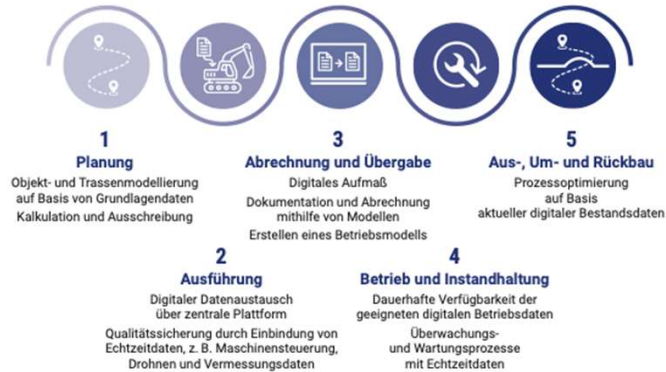 1
Planung
Objekt- und Trassenmodellierung
auf Basis von Grundlagendaten
Kalkulation und Ausschreibung
2
Ausführung
Digitaler Datenaustausch
über zentrale Plattform
Qualitätssicherung durch Einbindung von
Echtzeitdaten, z. B. Maschinensteuerung,
Drohnen und Vermessungsdaten
3
Abrechnung und Übergabe
Digitales Aufmaß
Dokumentation und Abrechnung
mithilfe von Modellen
Erstellen eines Betriebsmodells
4
Betrieb und Instandhaltung
Dauerhafte Verfügbarkeit der
geeigneten digitalen Betriebsdaten
Überwachungs-
und Wartungsprozesse
mit Echtzeitdaten
5
Aus-, Um- und Rückbau
Prozessoptimierung
auf Basis
aktueller digitaler Bestandsdaten